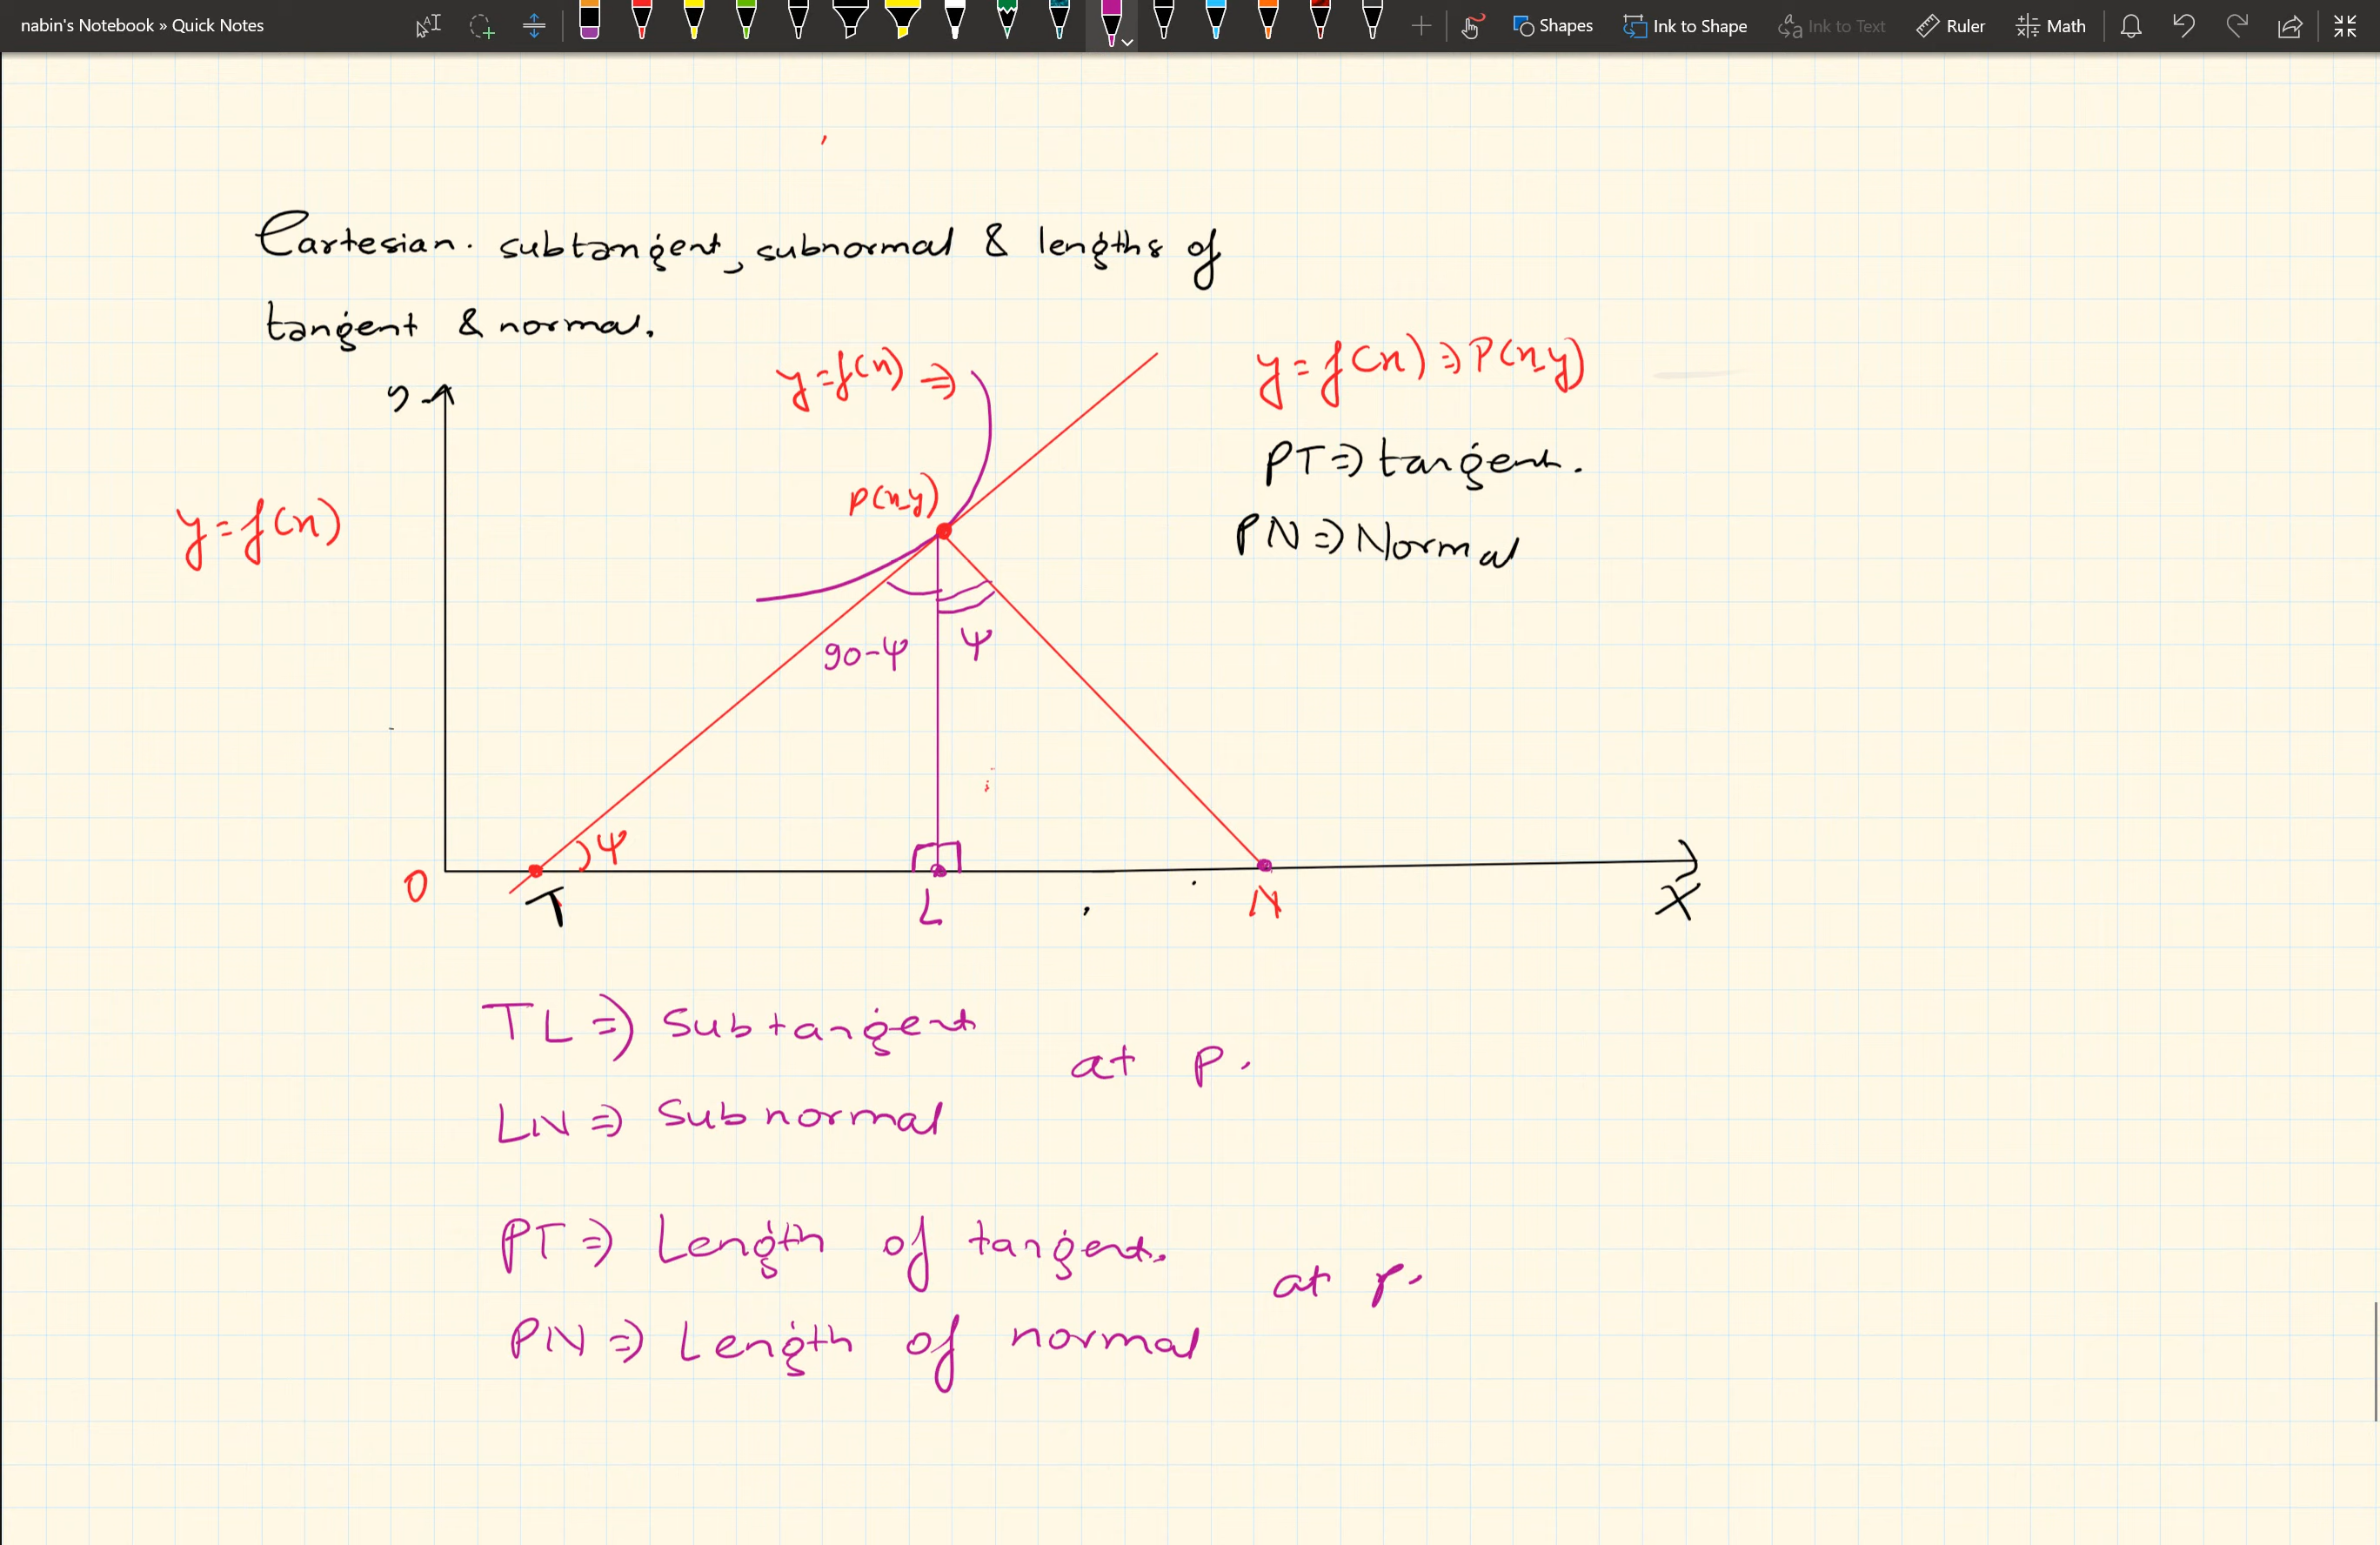 nabin's Notebook » Quick Notes
Shapes
Ink to Shape
Ink to Text
Ruler
Math
Cartesian. subtangent, subnormal & lengths of
tangent & normal.
y=f(n) ⇒
y=f(n) ⇒ P(n,y)
y
PT ⇒ tangent.
P(n,y)
y=f(n)
PN ⇒ Normal
90-ψ
ψ
ψ
O
T
L
N
X
TL ⇒ Subtangent
at P.
LN ⇒ Subnormal
PT ⇒ Length of tangent.
at P.
PN ⇒ Length of normal